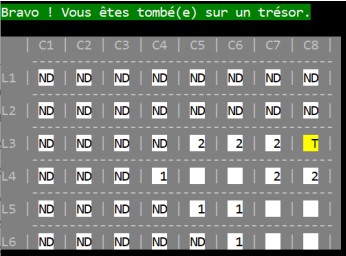 Bravo ! Vous êtes tombé(e) sur un trésor.
| C1 | C2 | C3 | C4 | C5 | C6 | C7 | C8 |
L1 | ND | ND | ND | ND | ND | ND | ND | ND |
L2 | ND | ND | ND | ND | ND | ND | ND | ND |
L3 | ND | ND | ND | ND | 2 | 2 | 2 | T |
L4 | ND | ND | ND | 1 | | | 2 | 2 |
L5 | ND | ND | ND | ND | 1 | 1 | | |
L6 | ND | ND | ND | ND | ND | 1 | | |